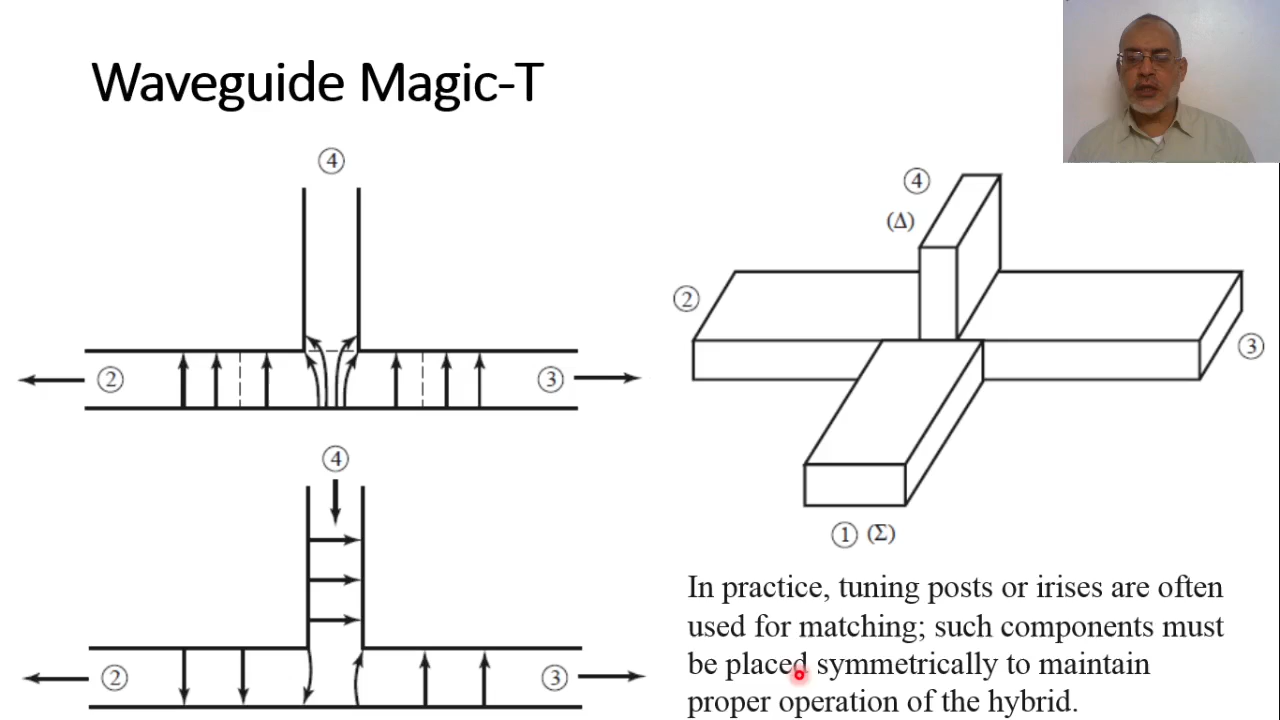 Waveguide Magic-T
④
②
③
④
②
③
④
(Δ)
②
③
① (Σ)
In practice, tuning posts or irises are often
used for matching; such components must
be placed symmetrically to maintain
proper operation of the hybrid.